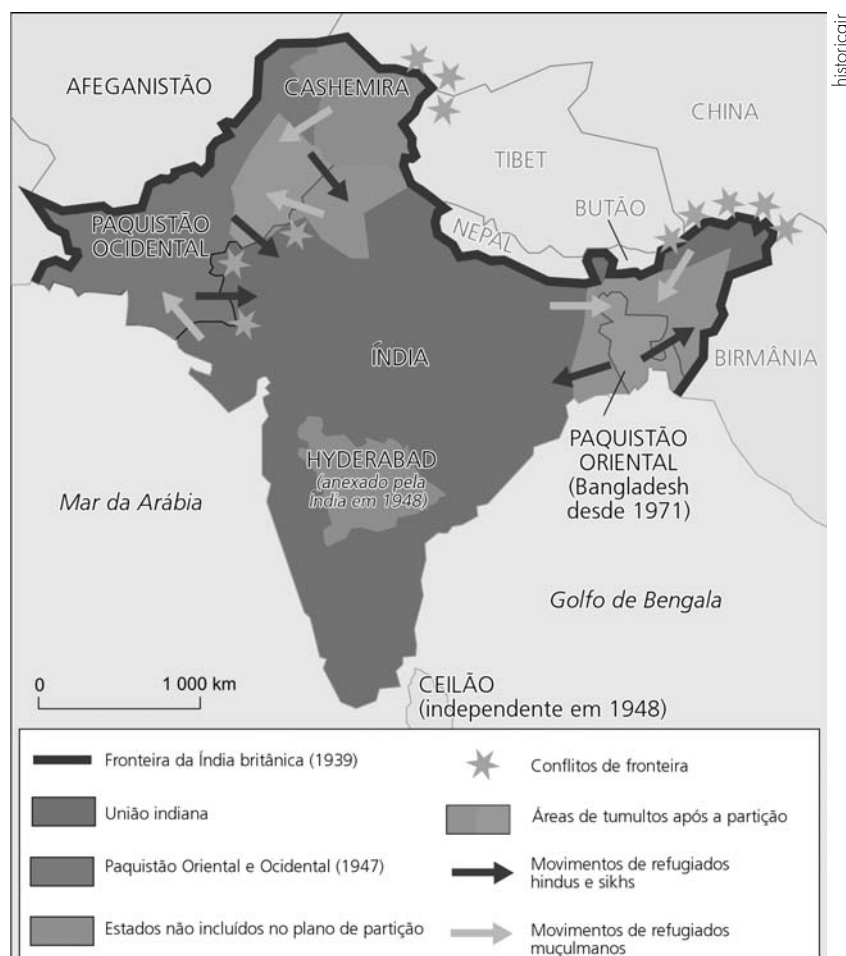 historicair
AFEGANISTÃO
CASHEMIRA
CHINA
TIBET
BUTÃO
NEPAL
PAQUISTÃO
OCIDENTAL
ÍNDIA
BIRMÂNIA
PAQUISTÃO
ORIENTAL
(Bangladesh
desde 1971)
HYDERABAD
(anexado pela
Índia em 1948)
Mar da Arábia
Golfo de Bengala
0 1 000 km
CEILÃO
(independente em 1948)
Fronteira da Índia britânica (1939)
União indiana
Paquistão Oriental e Ocidental (1947)
Estados não incluídos no plano de partição
Conflitos de fronteira
Áreas de tumultos após a partição
Movimentos de refugiados
hindus e sikhs
Movimentos de refugiados
muçulmanos